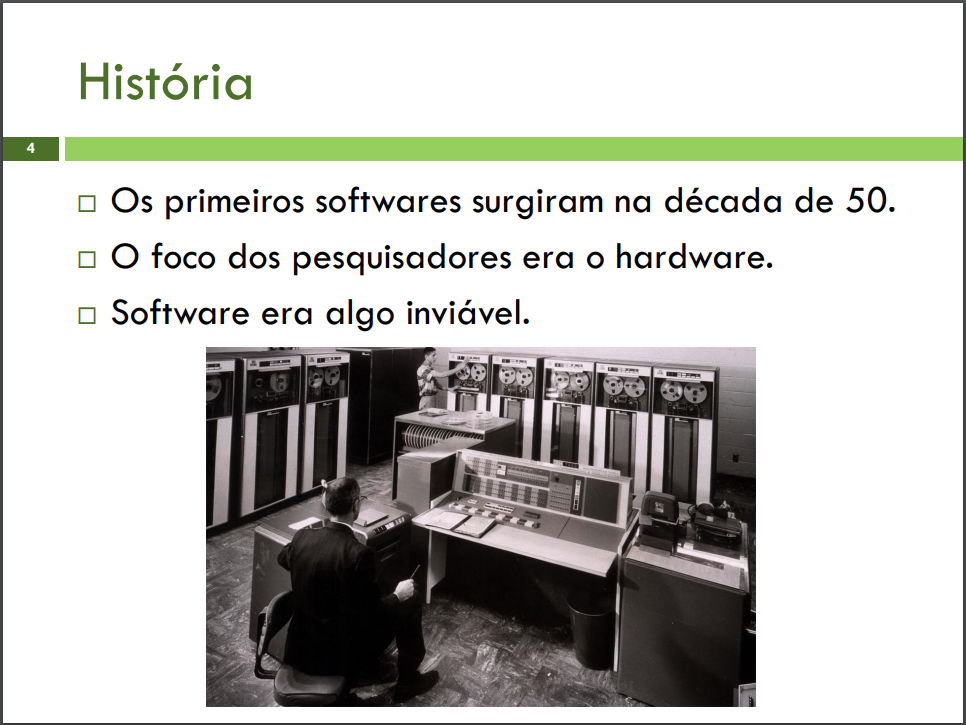 História
4
Os primeiros softwares surgiram na década de 50.
O foco dos pesquisadores era o hardware.
Software era algo inviável.